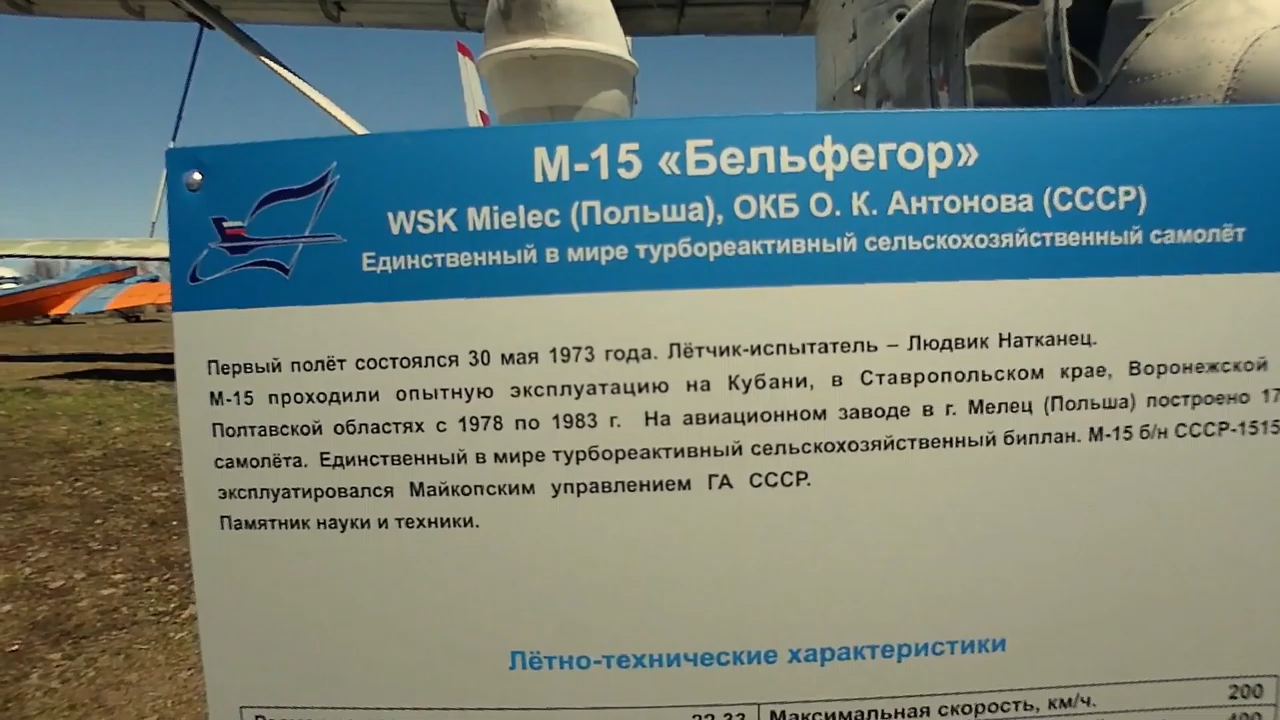 М-15 «Бельфегор»
WSK Mielec (Польша), ОКБ О. К. Антонова (СССР)
Единственный в мире турбореактивный сельскохозяйственный самолёт
Первый полёт состоялся 30 мая 1973 года. Лётчик-испытатель – Людвик Натканец.
М-15 проходили опытную эксплуатацию на Кубани, в Ставропольском крае, Воронежской
Полтавской областях с 1978 по 1983 г. На авиационном заводе в г. Мелец (Польша) построено 17
самолёта. Единственный в мире турбореактивный сельскохозяйственный биплан. М-15 б/н СССР-1515
эксплуатировался Майкопским управлением ГА СССР.
Памятник науки и техники.
Лётно-технические характеристики
Максимальная скорость, км/ч. 200